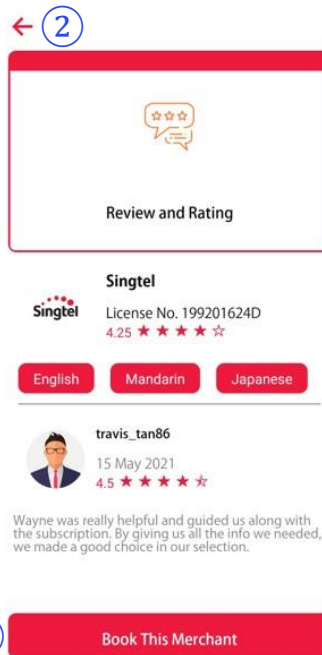 ②
Review and Rating
Singtel
Singtel
License No. 199201624D
4.25 ★ ★ ★ ★ ☆
English Mandarin Japanese
travis_tan86
15 May 2021
4.5
Wayne was really helpful and guided us along with
the subscription. By giving us all the info we needed,
we made a good choice in our selection.
Book This Merchant